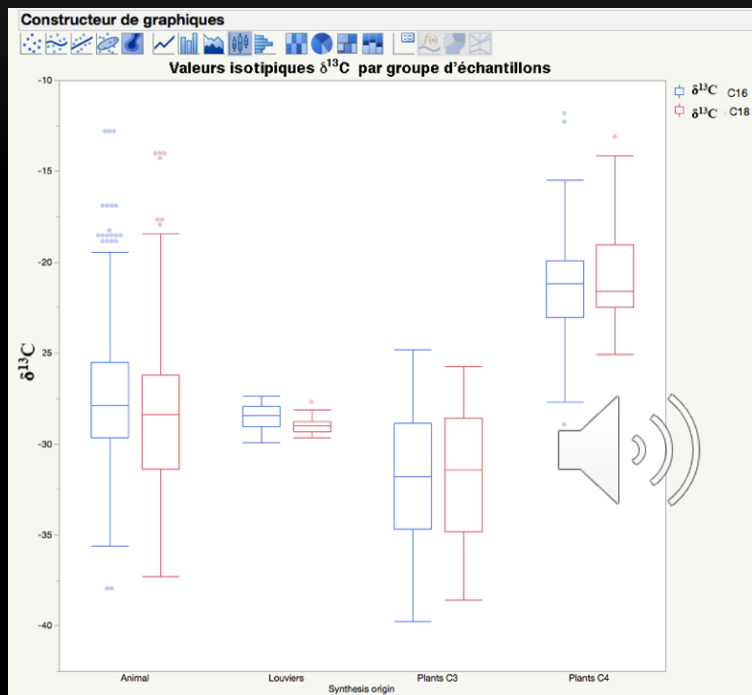 Constructeur de graphiques
Valeurs isotipiques δ¹³C par groupe d'échantillons
δ¹³C C16
δ¹³C : C18
-10
-15
-20
-25
-30
-35
-40
δ¹³C
Animal Louviers Plants C3 Plants C4
Synthesis origin